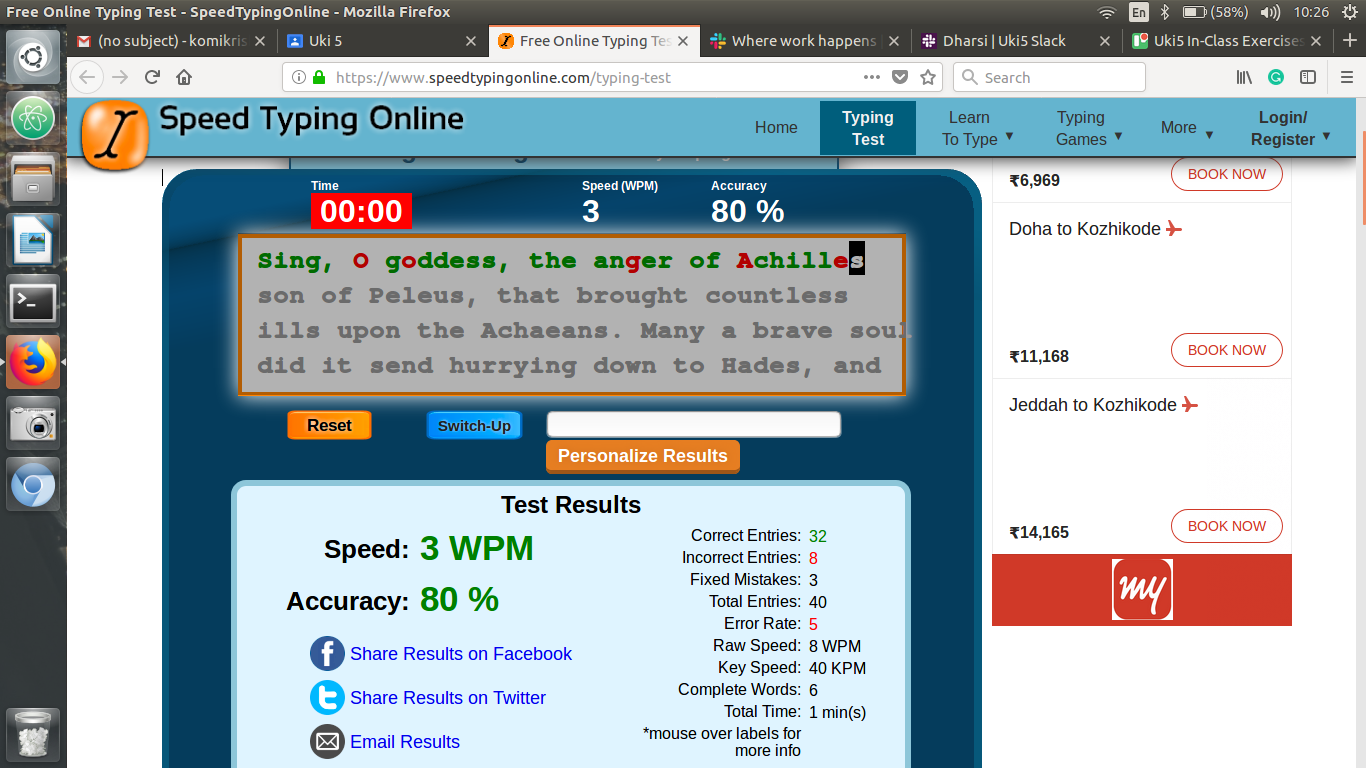 Free Online Typing Test - SpeedTypingOnline - Mozilla Firefox
En
(58%)
10:26
(no subject) - komikris
Uki 5
Free Online Typing Tes
Where work happens
Dharsi | Uki5 Slack
Uki5 In-Class Exercises
https://www.speedtypingonline.com/typing-test
Search
Speed Typing Online
Home
Typing Test
Learn To Type
Typing Games
More
Login/ Register
Time
Speed (WPM)
Accuracy
00:00
3
80 %
Sing, O goddess, the anger of Achilles
son of Peleus, that brought countless
ills upon the Achaeans. Many a brave soul
did it send hurrying down to Hades, and
Reset
Switch-Up
Personalize Results
Test Results
Speed: 3 WPM
Accuracy: 80 %
Share Results on Facebook
Share Results on Twitter
Email Results
Correct Entries: 32
Incorrect Entries: 8
Fixed Mistakes: 3
Total Entries: 40
Error Rate: 5
Raw Speed: 8 WPM
Key Speed: 40 KPM
Complete Words: 6
Total Time: 1 min(s)
*mouse over labels for
more info
₹6,969
BOOK NOW
Doha to Kozhikode
₹11,168
BOOK NOW
Jeddah to Kozhikode
₹14,165
BOOK NOW
my